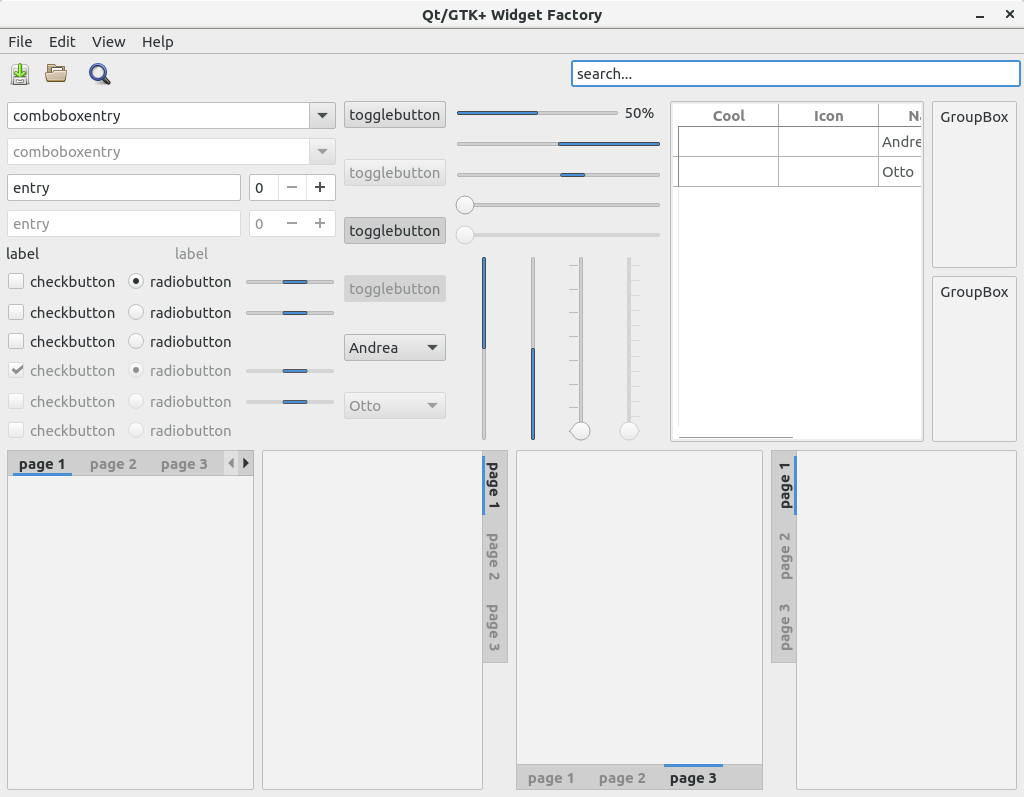 Qt/GTK+ Widget Factory
File Edit View Help
search...
comboboxentry
comboboxentry
entry 0
entry 0
label label
checkbutton radiobutton
checkbutton radiobutton
checkbutton radiobutton
checkbutton radiobutton
checkbutton radiobutton
checkbutton radiobutton
togglebutton
togglebutton
togglebutton
togglebutton
Andrea
Otto
50%
Cool Icon
Otto
GroupBox
GroupBox
page 1 page 2 page 3
page 1
page 2
page 3
page 1 page 2 page 3
page 1
page 2
page 3